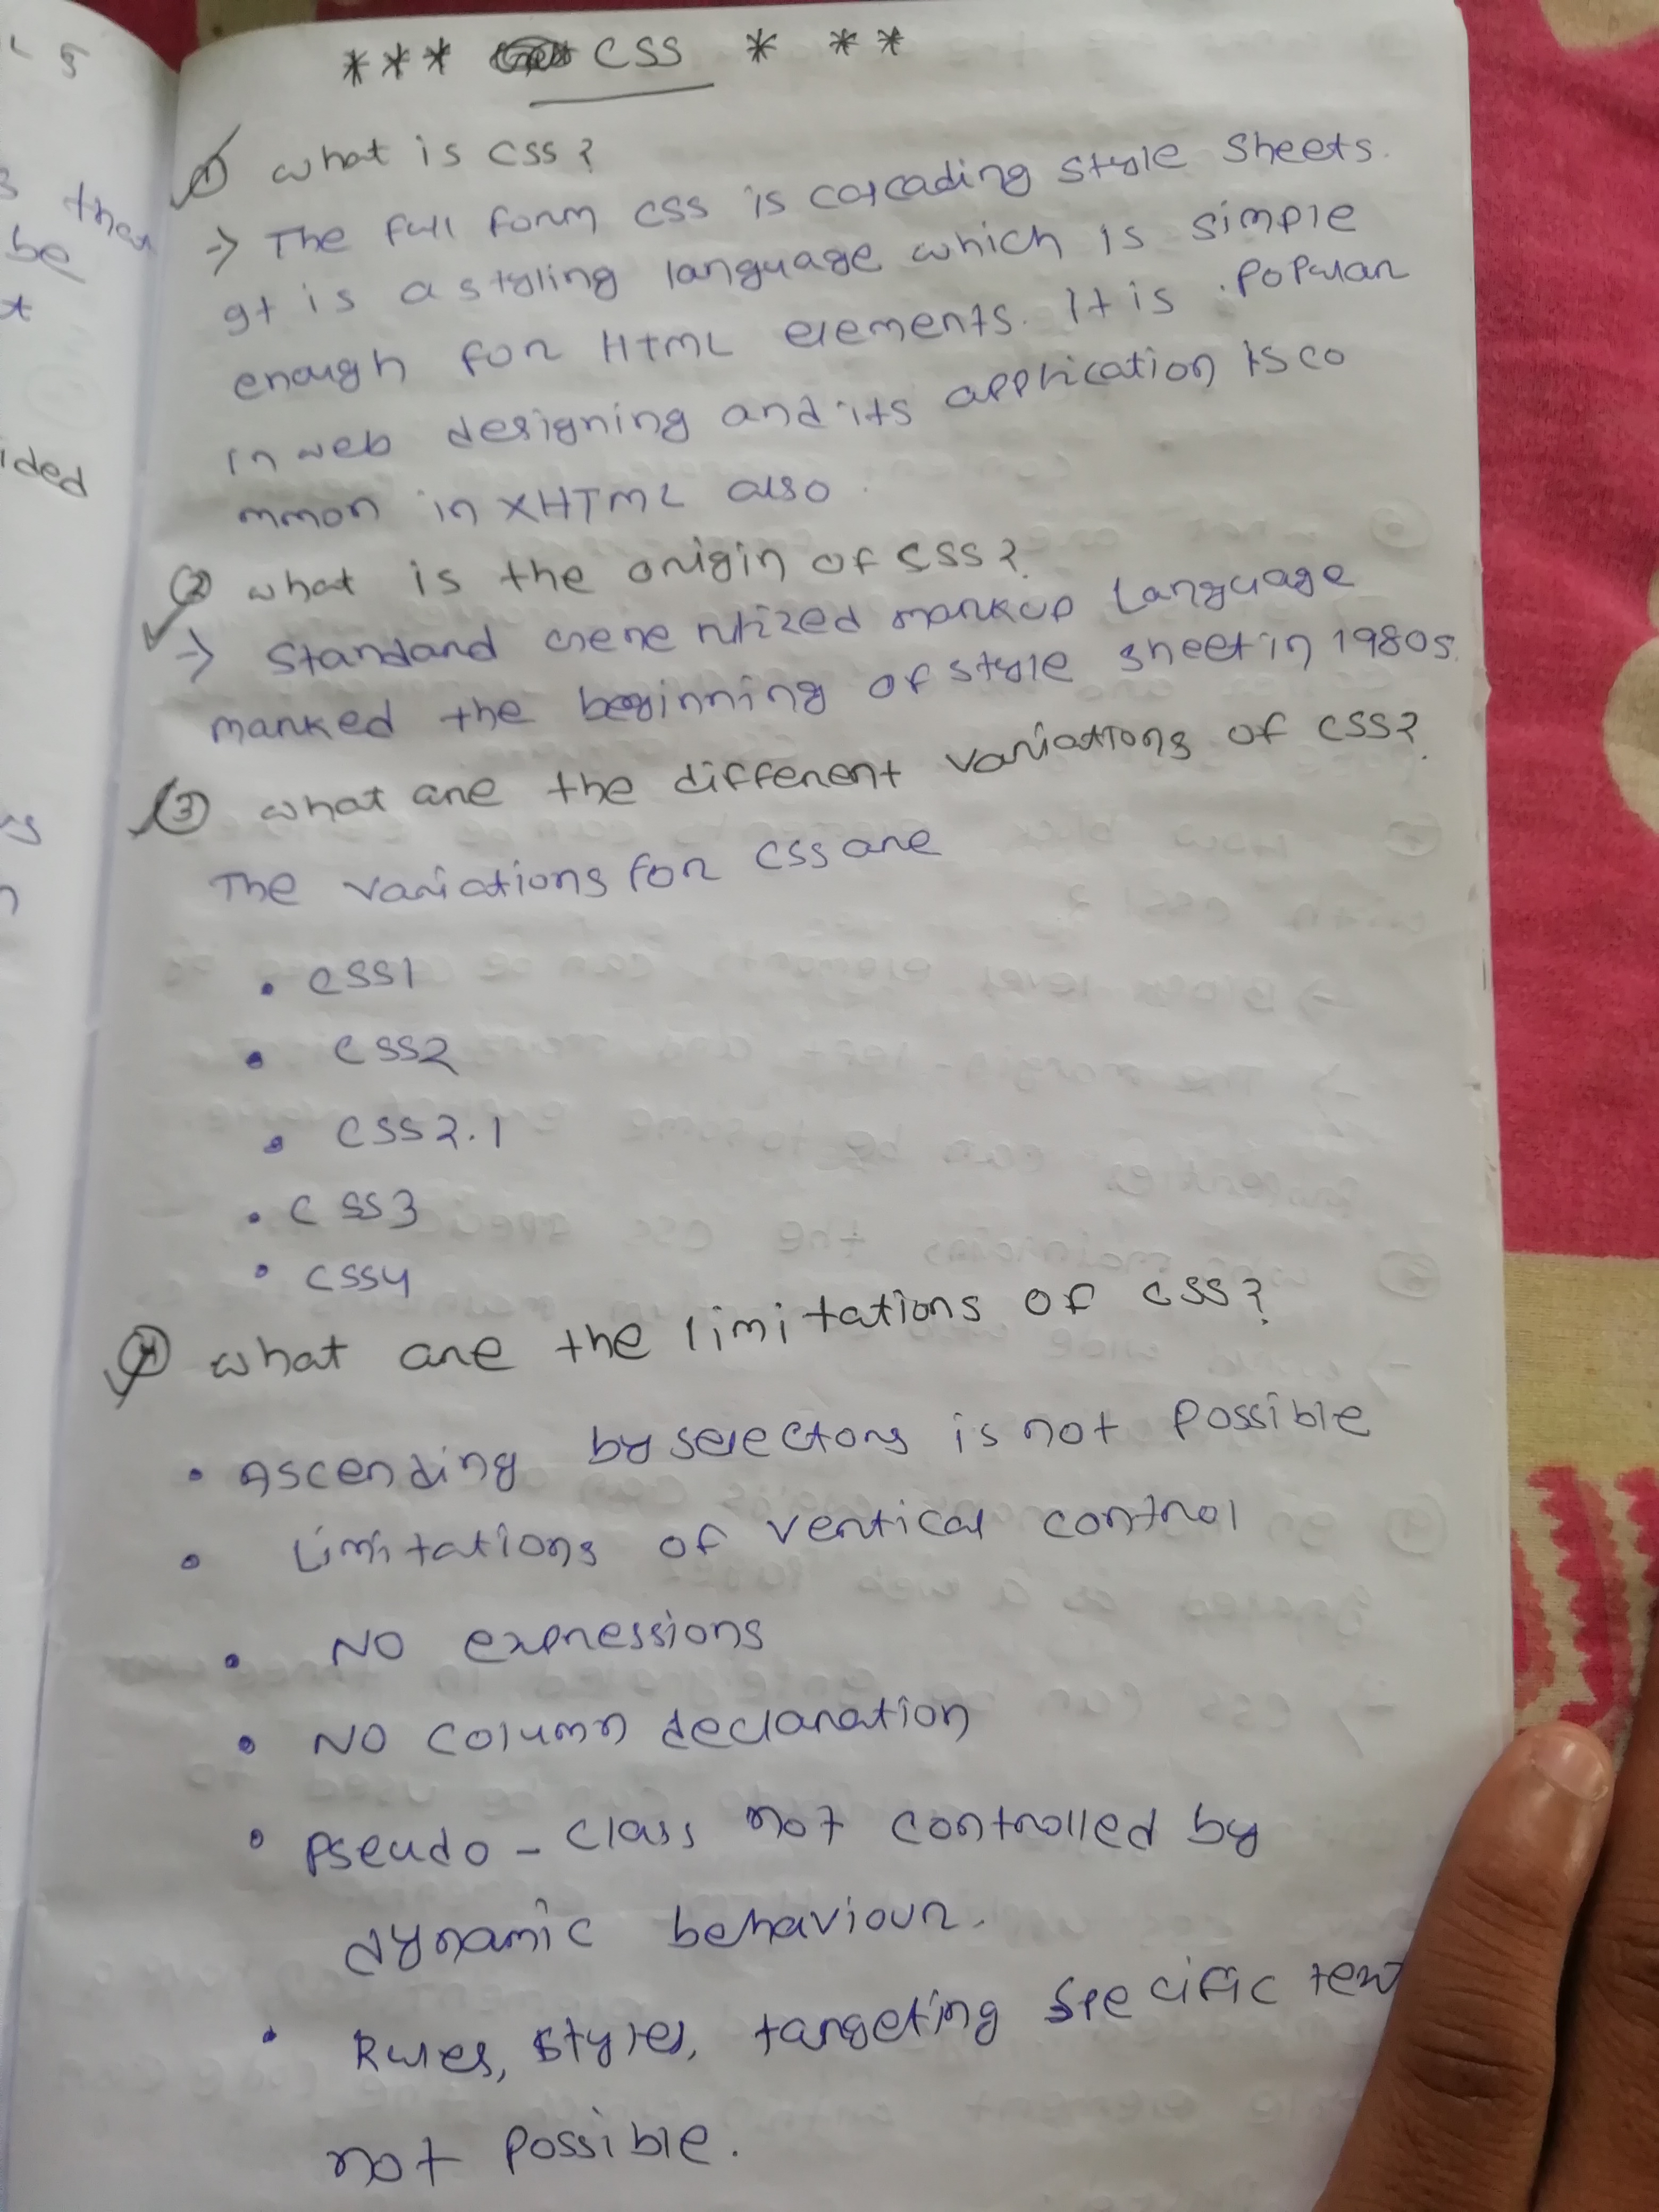 *** CSS * **
① what is CSS?
→ The full form CSS is cascading style Sheets.
It is a styling language which is simple
enough for HTML elements. It is popular
in web designing and its application is co
mmon in XHTML also.
② what is the origin of CSS?
→ Standard Generalized markup Language
marked the beginning of style sheet in 1980s.
③ what are the different variations of CSS?
The variations for CSS are
• CSS1
• CSS2
• CSS2.1
• CSS3
• CSS4
④ what are the limitations of CSS?
• Ascending by selectors is not possible
• Limitations of vertical control
• NO expressions
• NO column declaration
• pseudo - class not controlled by
dynamic behaviour.
• Rules, styles, targeting specific text
not possible.